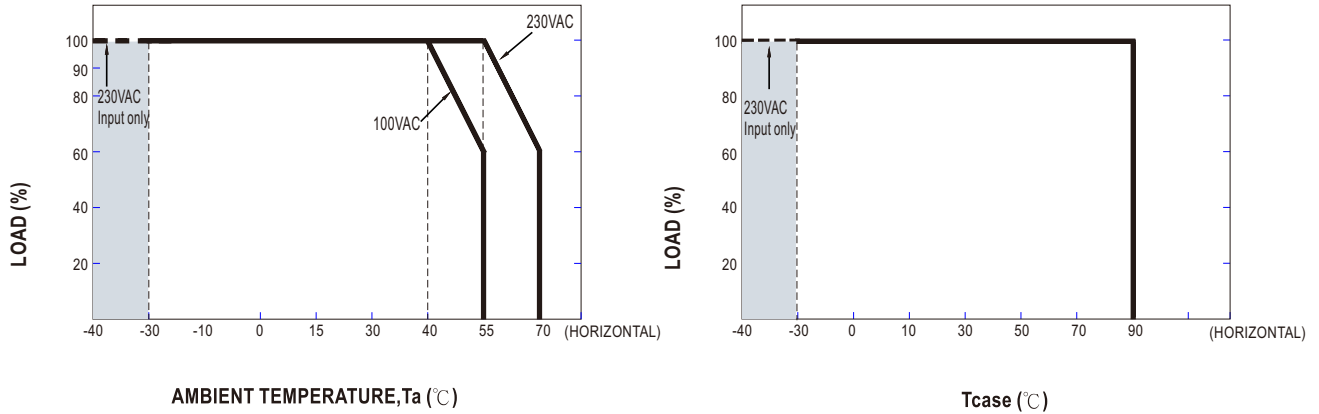 230VAC
100
90
80
60
40
20
230VAC
Input only
100VAC
LOAD (%)
-40 -30 -10 0 15 30 40 55 70 (HORIZONTAL)
AMBIENT TEMPERATURE,Ta (℃)
100
80
60
40
20
230VAC
Input only
LOAD (%)
-40 -30 0 10 30 50 70 90 (HORIZONTAL)
Tcase (℃)